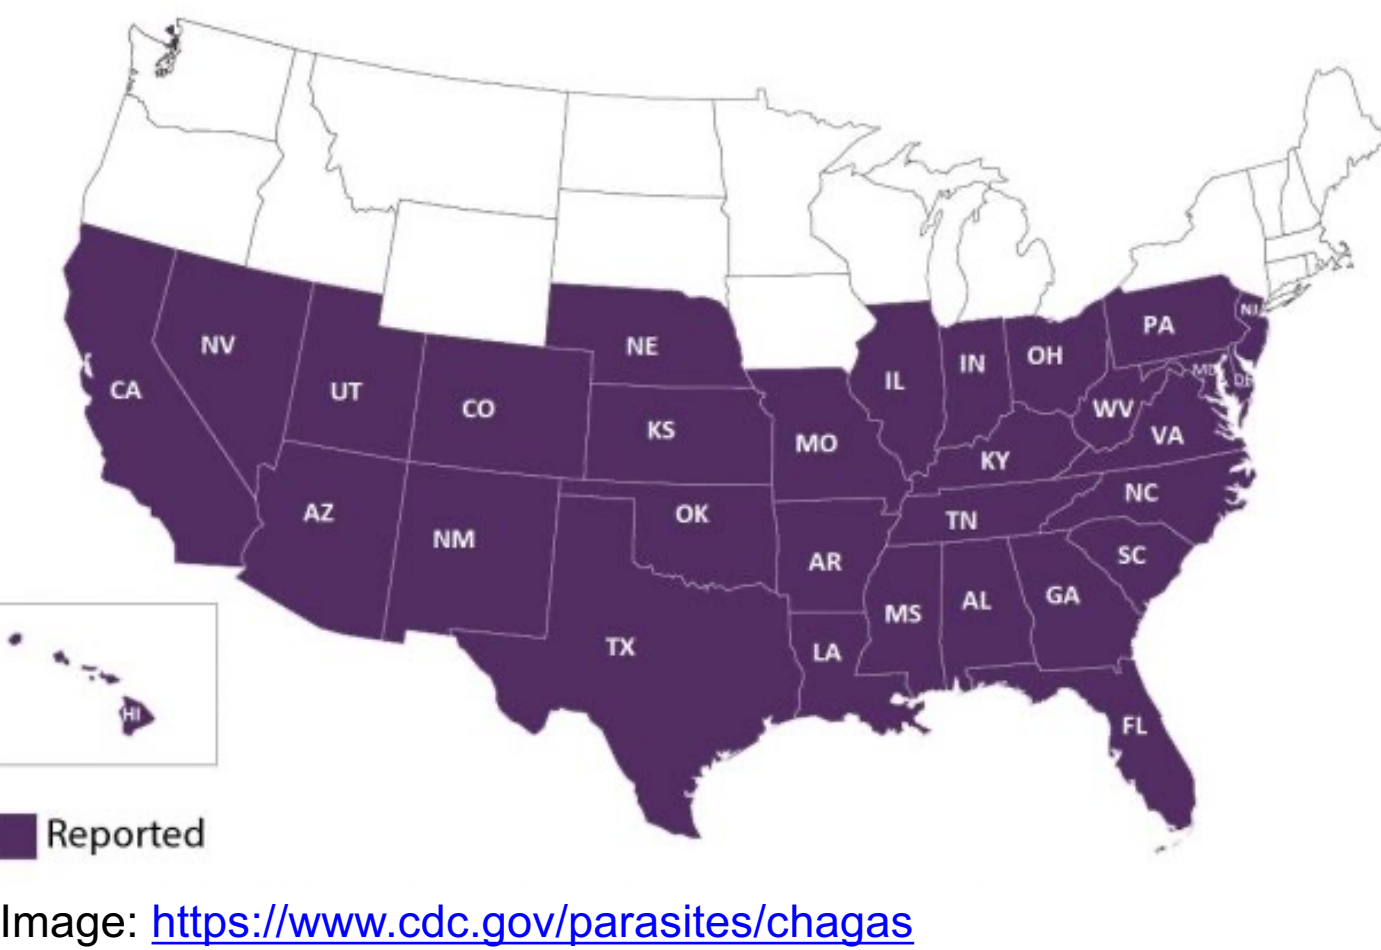 NJ
PA
NV
NE
OH
IN
MD
IL
DE
CA
UT
CO
WV
KS
VA
MO
KY
NC
AZ
OK
TN
NM
SC
AR
GA
AL
MS
TX
LA
HI
FL
Reported
Image: https://www.cdc.gov/parasites/chagas